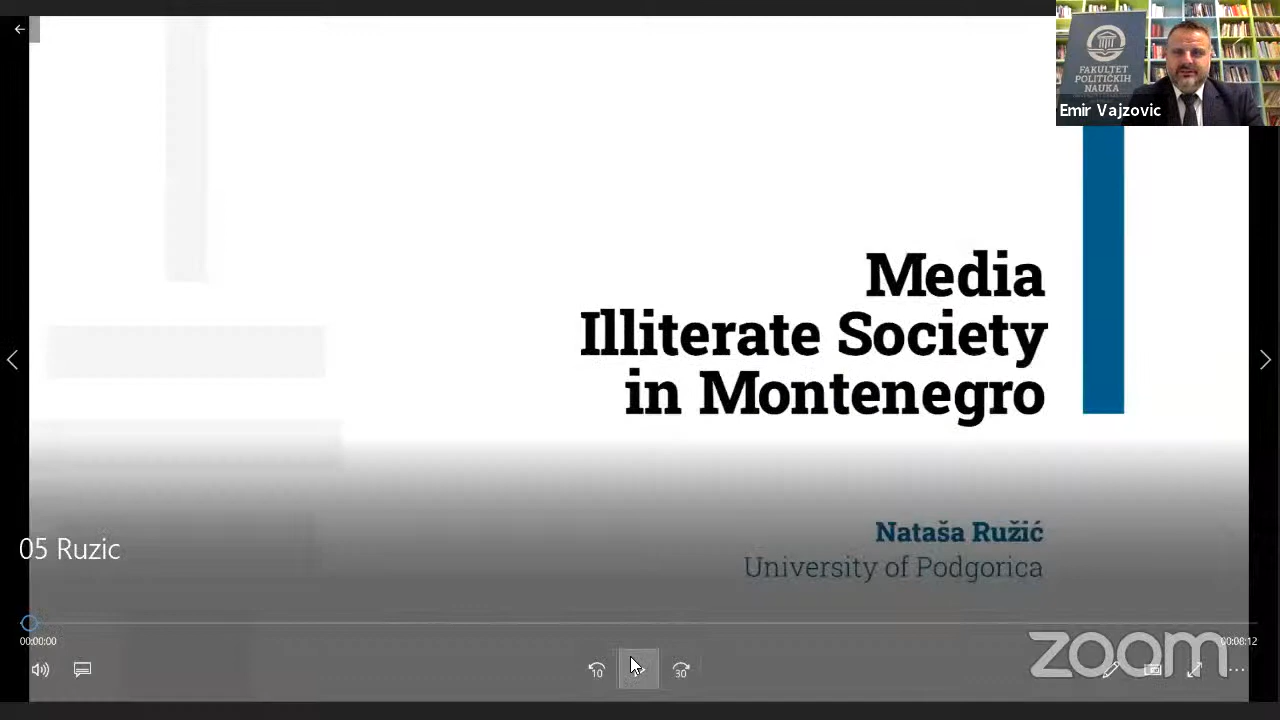 FAKULTET
POLITIČKIH
NAUKA
Emir Vajzovic
Media
Illiterate Society
in Montenegro
Nataša Ružić
University of Podgorica
05 Ruzic
00:00:00
00:08:12
10
30
zoom